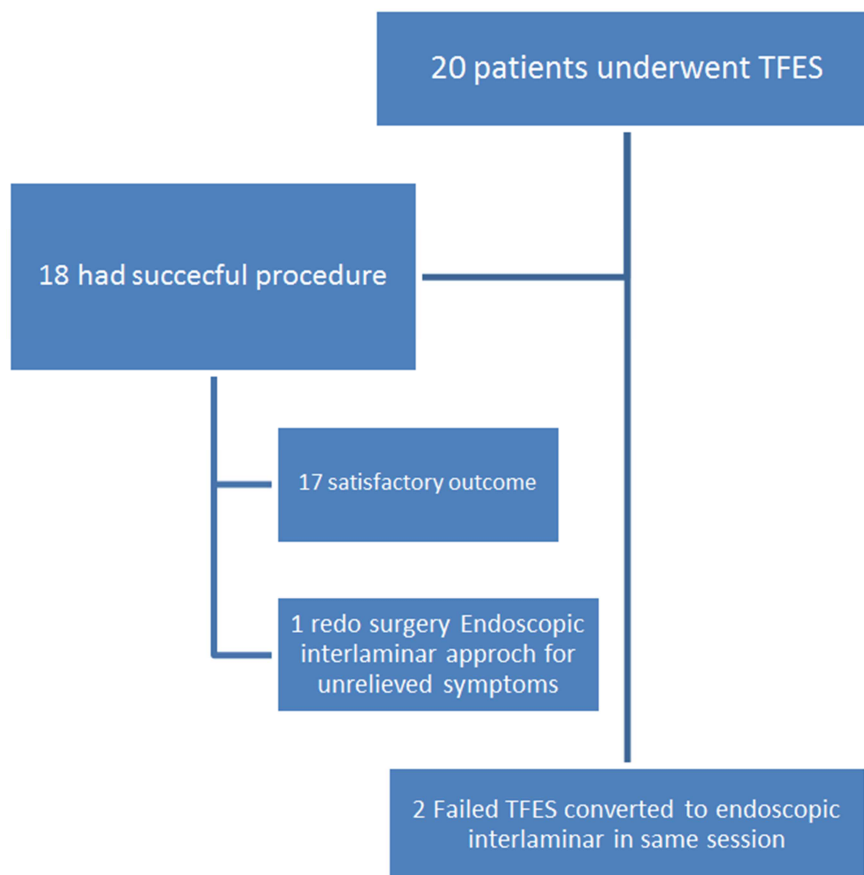 20 patients underwent TFES
18 had succecful procedure
17 satisfactory outcome
1 redo surgery Endoscopic
interlaminar approch for
unrelieved symptoms
2 Failed TFES converted to endoscopic
interlaminar in same session